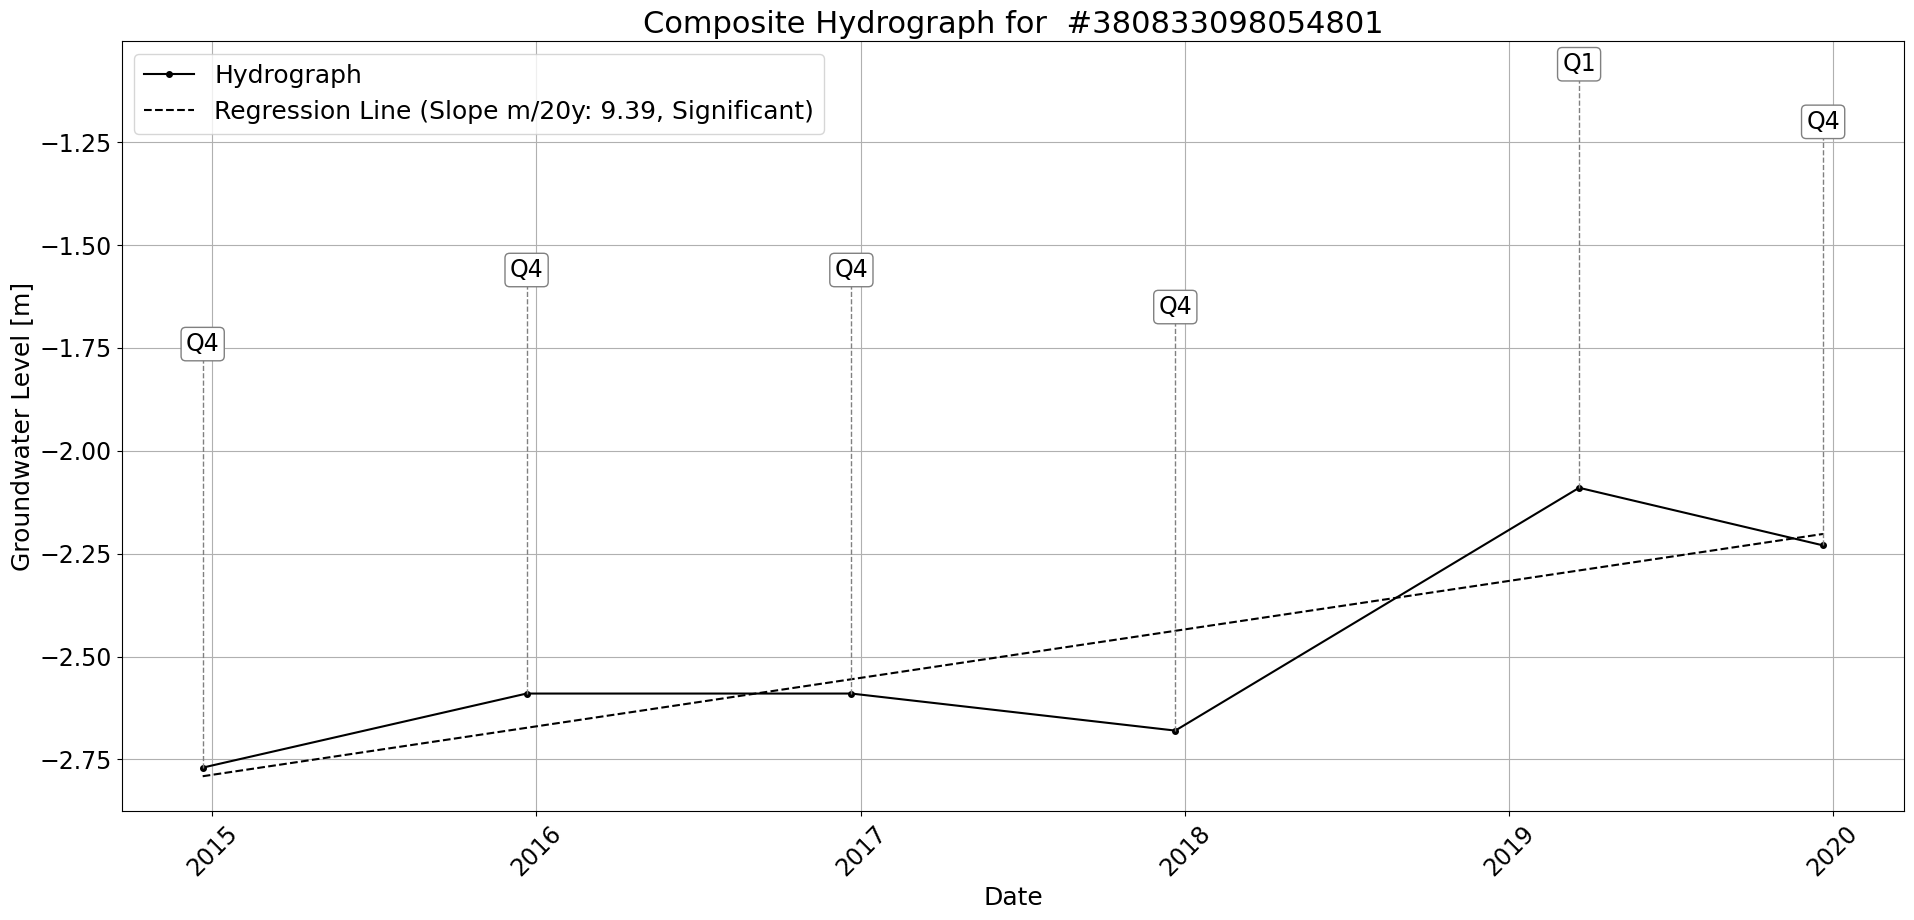 Composite Hydrograph for  #380833098054801
Hydrograph
Regression Line (Slope m/20y: 9.39, Significant)
Q1
Q4
Q4
Q4
Q4
Q4
Groundwater Level [m]
−1.25
−1.50
−1.75
−2.00
−2.25
−2.50
−2.75
2015
2016
2017
2018
2019
2020
Date